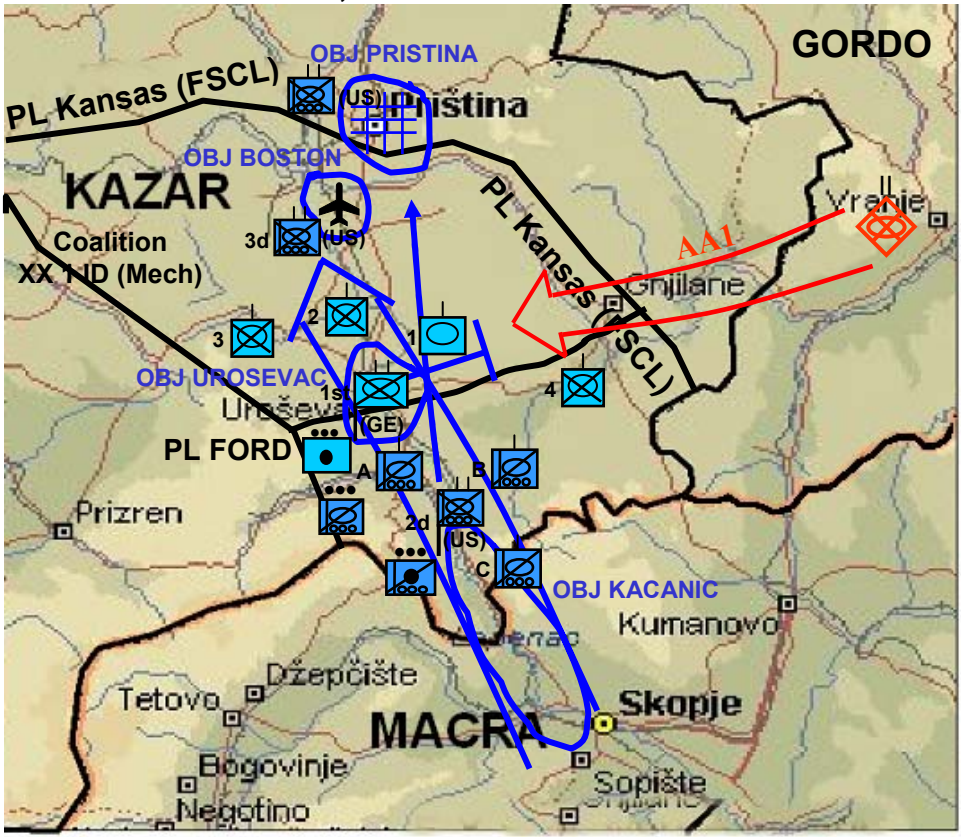 GORDO
OBJ PRISTINA
PL Kansas (FSCL)
(US)
Priština
OBJ BOSTON
KAZAR
3d
(US)
Coalition
XX 1 ID (Mech)
PL Kansas (FSCL)
Vranje
AA1
Gnjilane
3
2
1
4
OBJ UROSEVAC
1st
(GE)
PL FORD
A
B
Prizren
2d
(US)
C
OBJ KACANIC
Kumanovo
Džepčište
Tetovo
Skopje
MACRA
Bogovinje
Sopište
Negotino